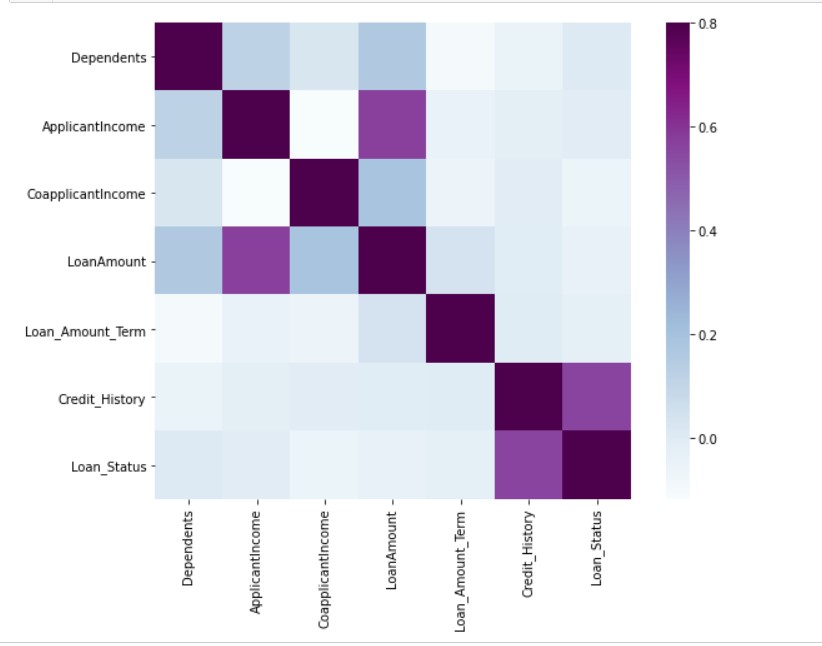 Dependents
ApplicantIncome
CoapplicantIncome
LoanAmount
Loan_Amount_Term
Credit_History
Loan_Status
Dependents
ApplicantIncome
CoapplicantIncome
LoanAmount
Loan_Amount_Term
Credit_History
Loan_Status
0.8
0.6
0.4
0.2
0.0